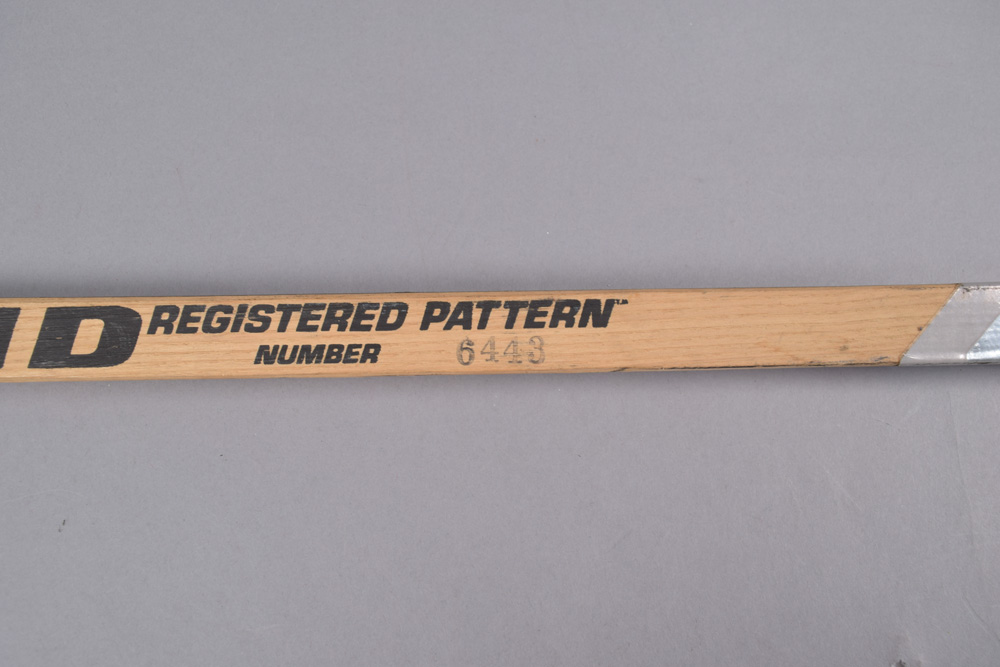 D REGISTERED PATTERN™
NUMBER 6443